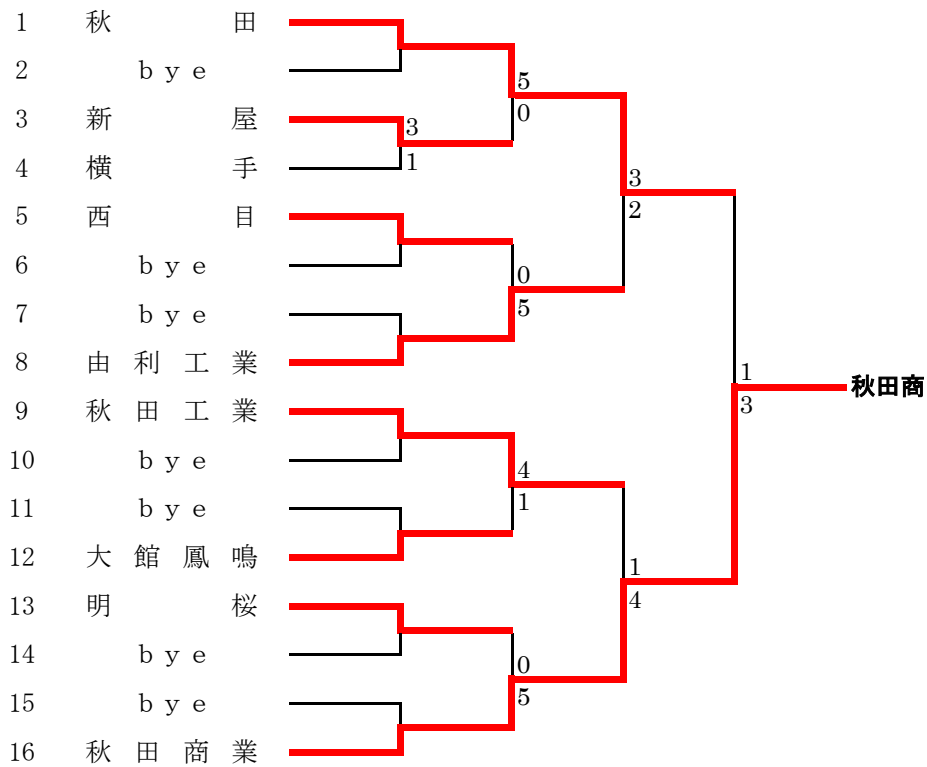 1 秋田
2 bye
3 新屋
4 横手
5 西目
6 bye
7 bye
8 由利工業
9 秋田工業
10 bye
11 bye
12 大館鳳鳴
13 明桜
14 bye
15 bye
16 秋田商業
3
1
5
0
0
5
4
1
0
5
3
2
1
4
1
3
秋田商